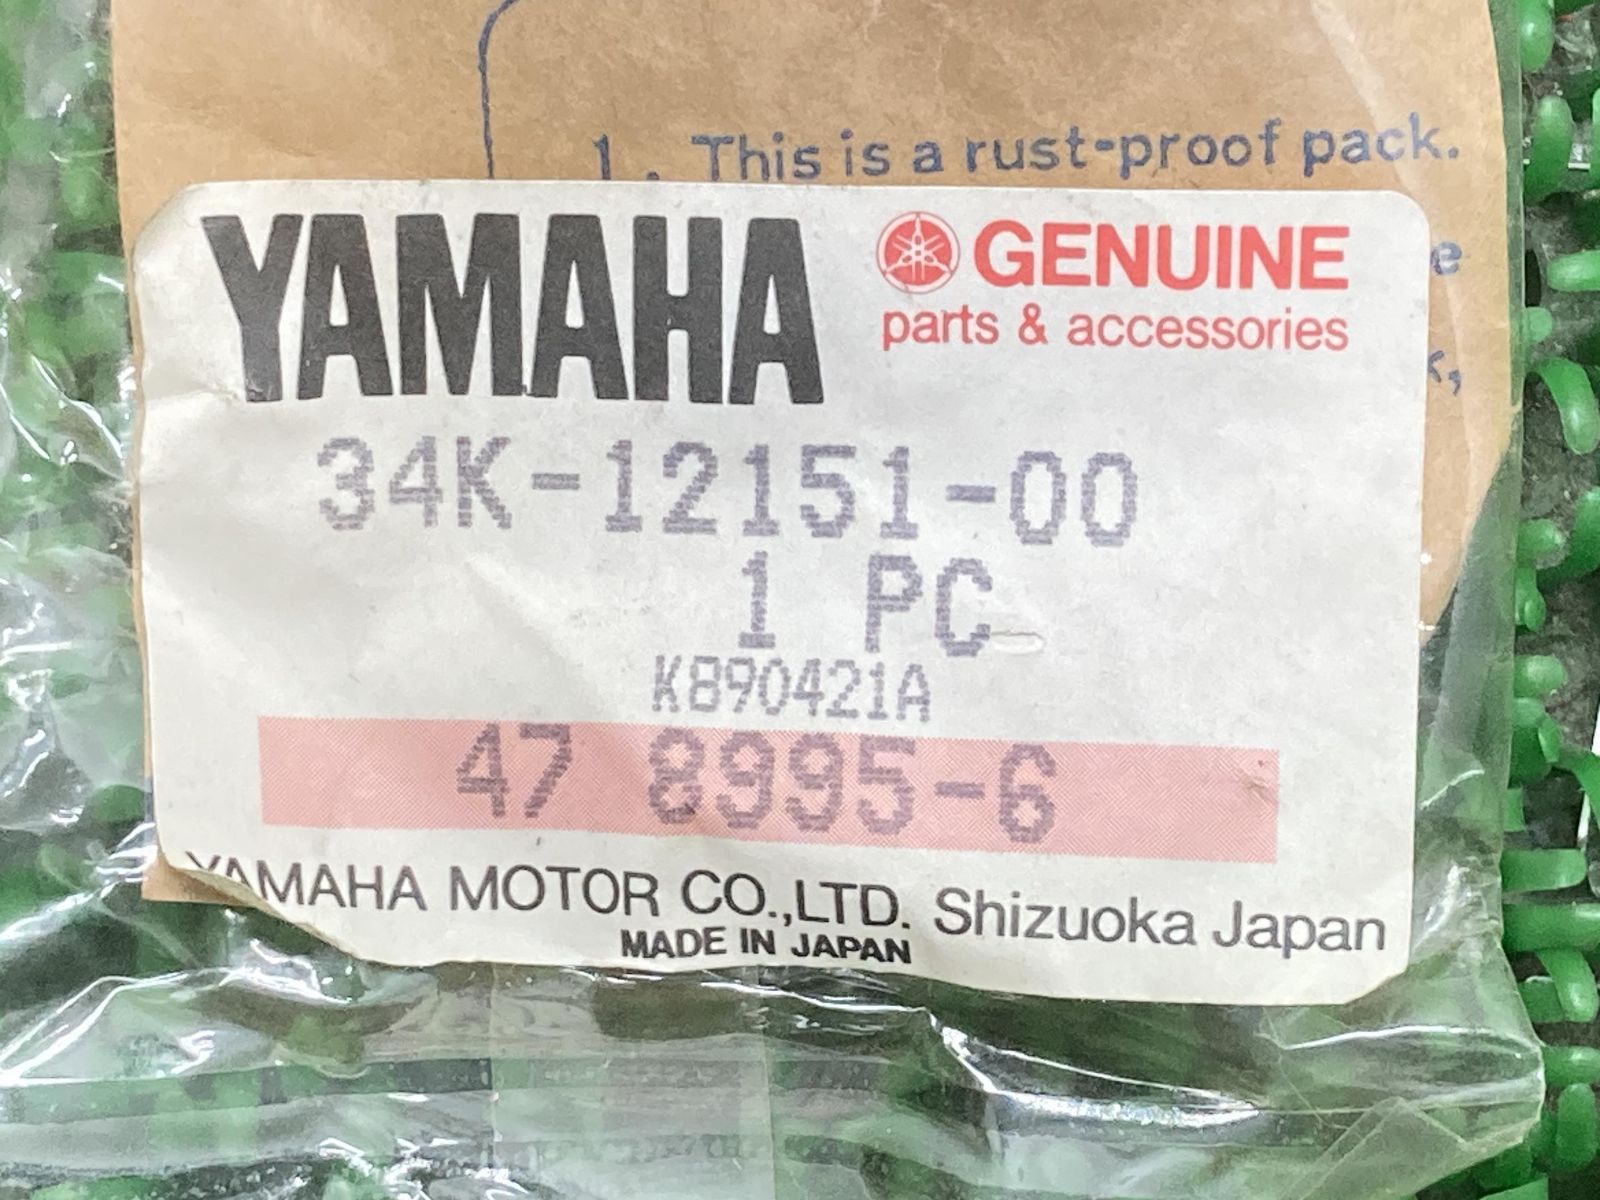 1. This is a rust-proof pack.
YAMAHA
GENUINE
parts & accessories
34K-12151-00
1 PC
K890421A
47 8995-6
YAMAHA MOTOR CO.,LTD. Shizuoka Japan
MADE IN JAPAN